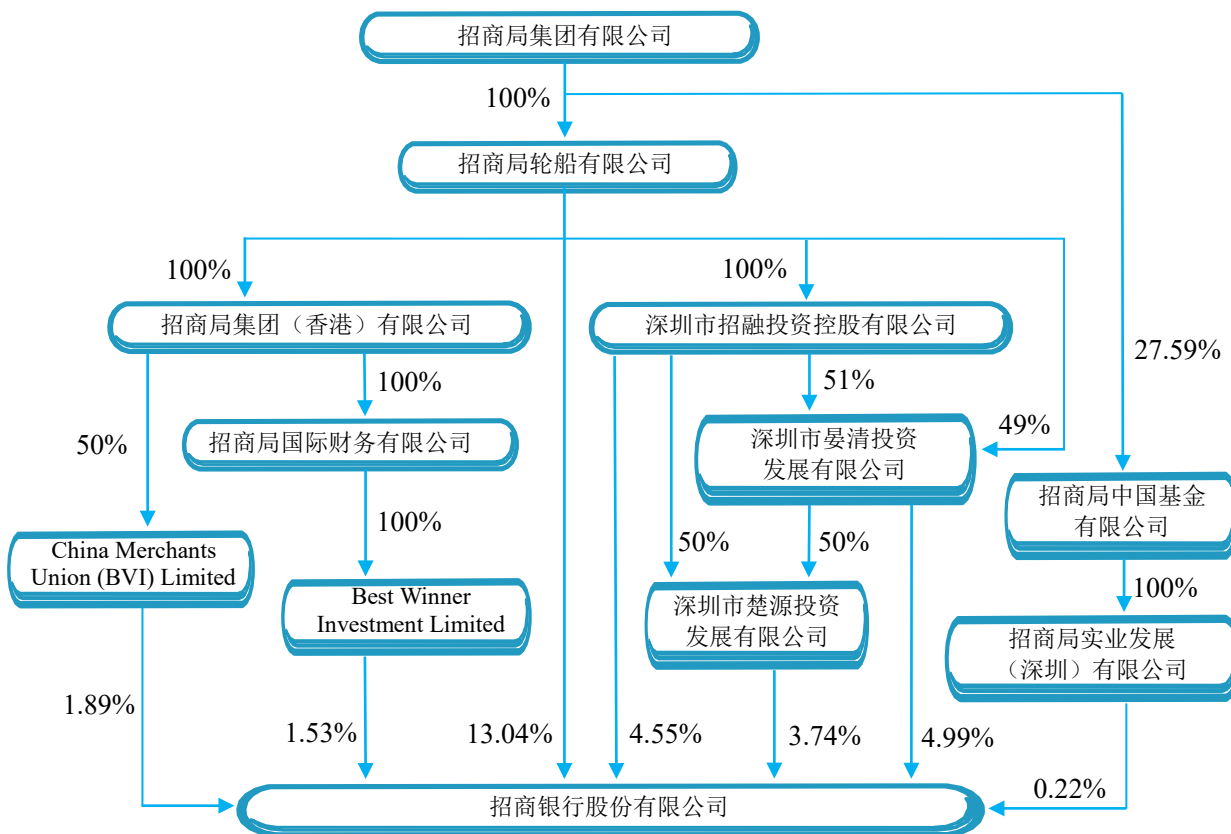 招商局集团有限公司
100%
招商局轮船有限公司
100%
100%
招商局集团（香港）有限公司
深圳市招融投资控股有限公司
27.59%
100%
51%
50%
招商局国际财务有限公司
深圳市晏清投资
发展有限公司
49%
招商局中国基金
有限公司
100%
China Merchants
Union (BVI) Limited
50%
50%
100%
Best Winner
Investment Limited
深圳市楚源投资
发展有限公司
招商局实业发展
（深圳）有限公司
1.89%
1.53%
13.04%
4.55%
3.74%
4.99%
0.22%
招商银行股份有限公司